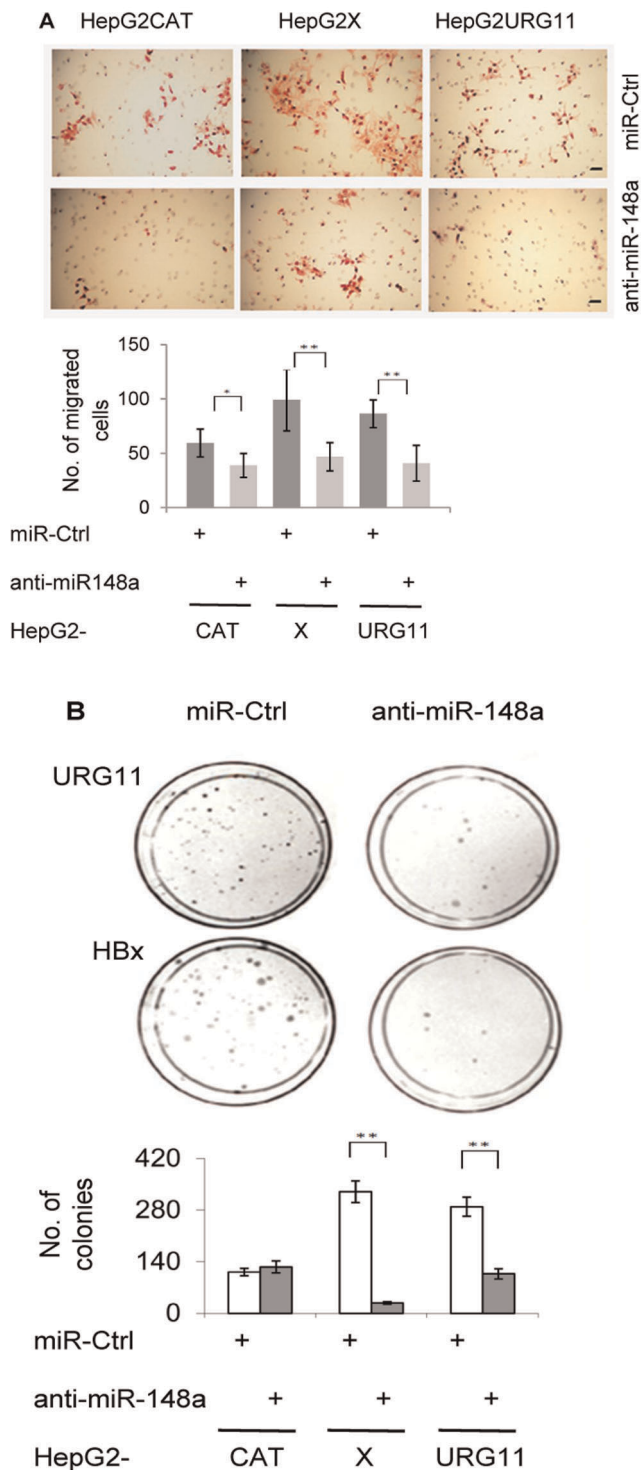 A HepG2CAT HepG2X HepG2URG11
miR-Ctrl
anti-miR-148a
150
100
50
0
No. of migrated
cells
*
**
**
miR-Ctrl + + +
anti-miR148a + + +
HepG2- CAT X URG11
B miR-Ctrl anti-miR-148a
URG11
HBx
420
280
140
0
No. of
colonies
**
**
miR-Ctrl + + +
anti-miR-148a + + +
HepG2- CAT X URG11